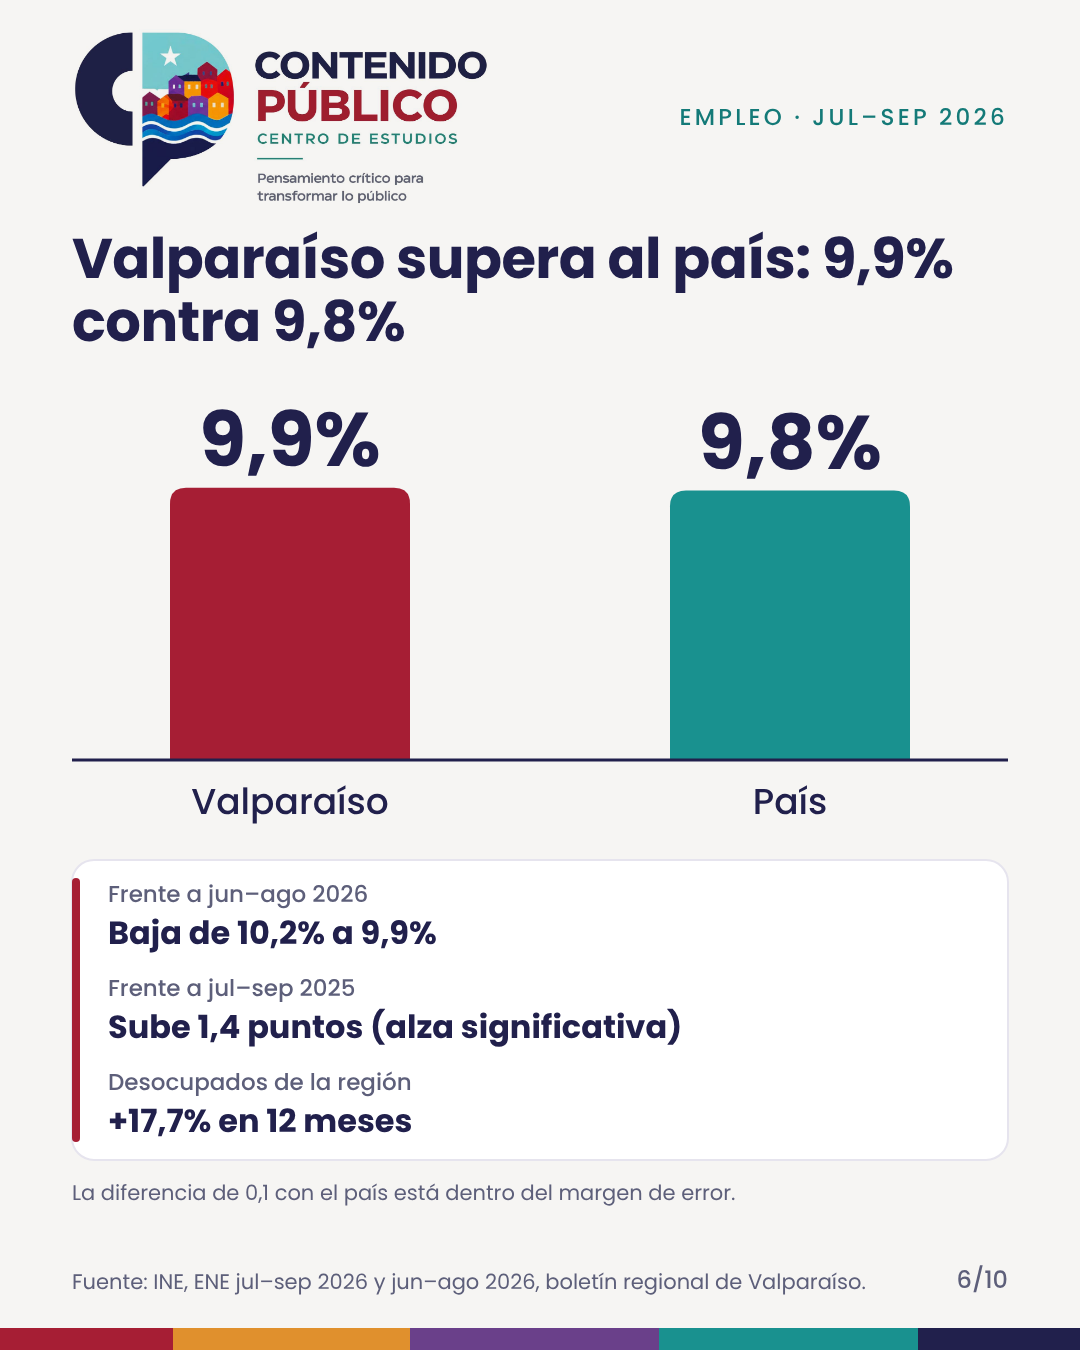 CONTENIDO
PÚBLICO
CENTRO DE ESTUDIOS
Pensamiento crítico para
transformar lo público
EMPLEO · JUL–SEP 2026
Valparaíso supera al país: 9,9%
contra 9,8%
9,9%
9,8%
Valparaíso
País
Frente a jun–ago 2026
Baja de 10,2% a 9,9%
Frente a jul–sep 2025
Sube 1,4 puntos (alza significativa)
Desocupados de la región
+17,7% en 12 meses
La diferencia de 0,1 con el país está dentro del margen de error.
Fuente: INE, ENE jul–sep 2026 y jun–ago 2026, boletín regional de Valparaíso.
6/10